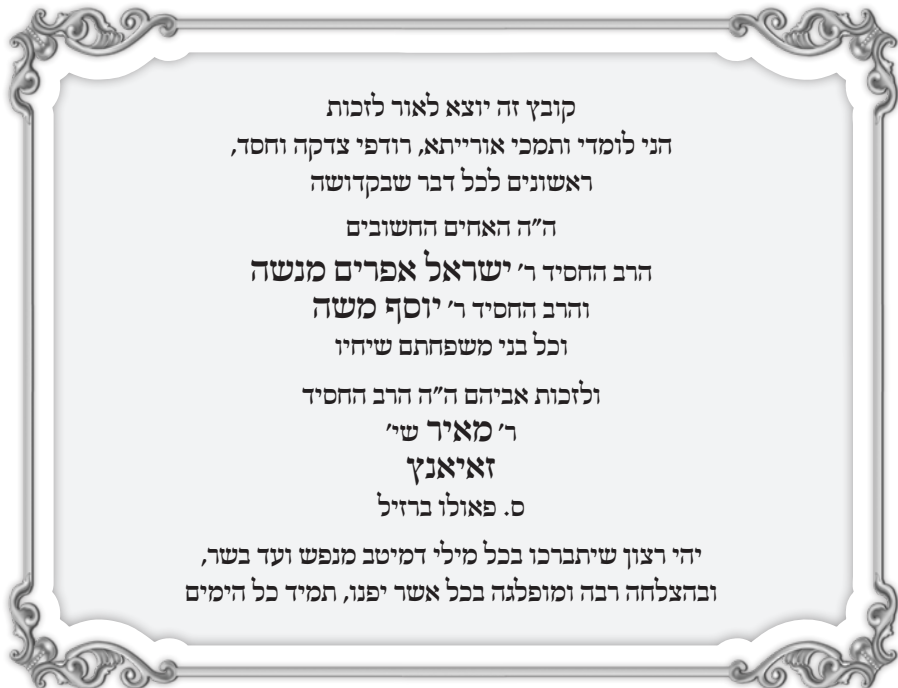 קובץ זה יוצא לאור לזכות
הני לומדי ותמכי אורייתא, רודפי צדקה וחסד,
ראשונים לכל דבר שבקדושה
ה״ה האחים החשובים
הרב החסיד ר׳ ישראל אפרים מנשה
והרב החסיד ר׳ יוסף משה
וכל בני משפחתם שיחיו
ולזכות אביהם ה״ה הרב החסיד
ר׳ מאיר שי׳
זאיאנץ
ס. פאולו ברזיל
יהי רצון שיתברכו בכל מילי דמיטב מנפש ועד בשר,
ובהצלחה רבה ומופלגה בכל אשר יפנו, תמיד כל הימים